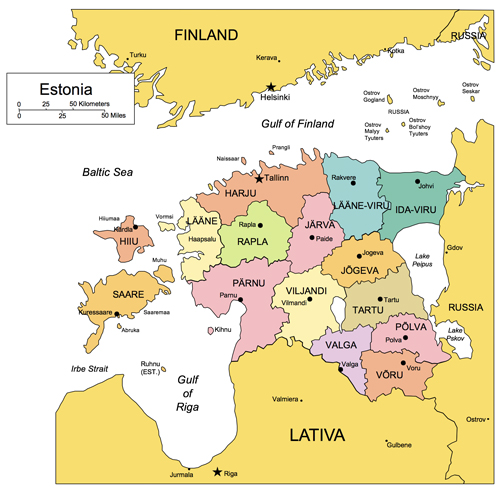 FINLAND
RUSSIA
Turku
Kerava
Kotka
Estonia
0 25 50 Kilometers
0 25 50 Miles
Helsinki
Ostrov
Gogland
Ostrov
Moschnyy
Ostrov
Seskar
RUSSIA
Ostrov
Malyy
Tyuters
Ostrov
Bol'shoy
Tyuters
Gulf of Finland
Prangli
Naissaar
Baltic Sea
Tallinn
HARJU
Rakvere
LÄÄNE-VIRU
Johvi
IDA-VIRU
Hiiumaa
Kärdla
HIIU
Vormsi
LÄÄNE
Haapsalu
Rapla
RAPLA
JÄRVA
Paide
Jogeva
JÕGEVA
Lake
Peipus
Gdov
Muhu
SAARE
Kuressaare
Saaremaa
Abruka
PÄRNU
Parnu
Kihnu
VILJANDI
Vilmandi
Tartu
TARTU
RUSSIA
PÕLVA
Polva
Lake
Pskov
VALGA
Valga
Voru
VÕRU
Irbe Strait
Ruhnu
(EST.)
Gulf
of
Riga
Valmiera
LATIVA
Gulbene
Ostrov
Jurmala
Riga